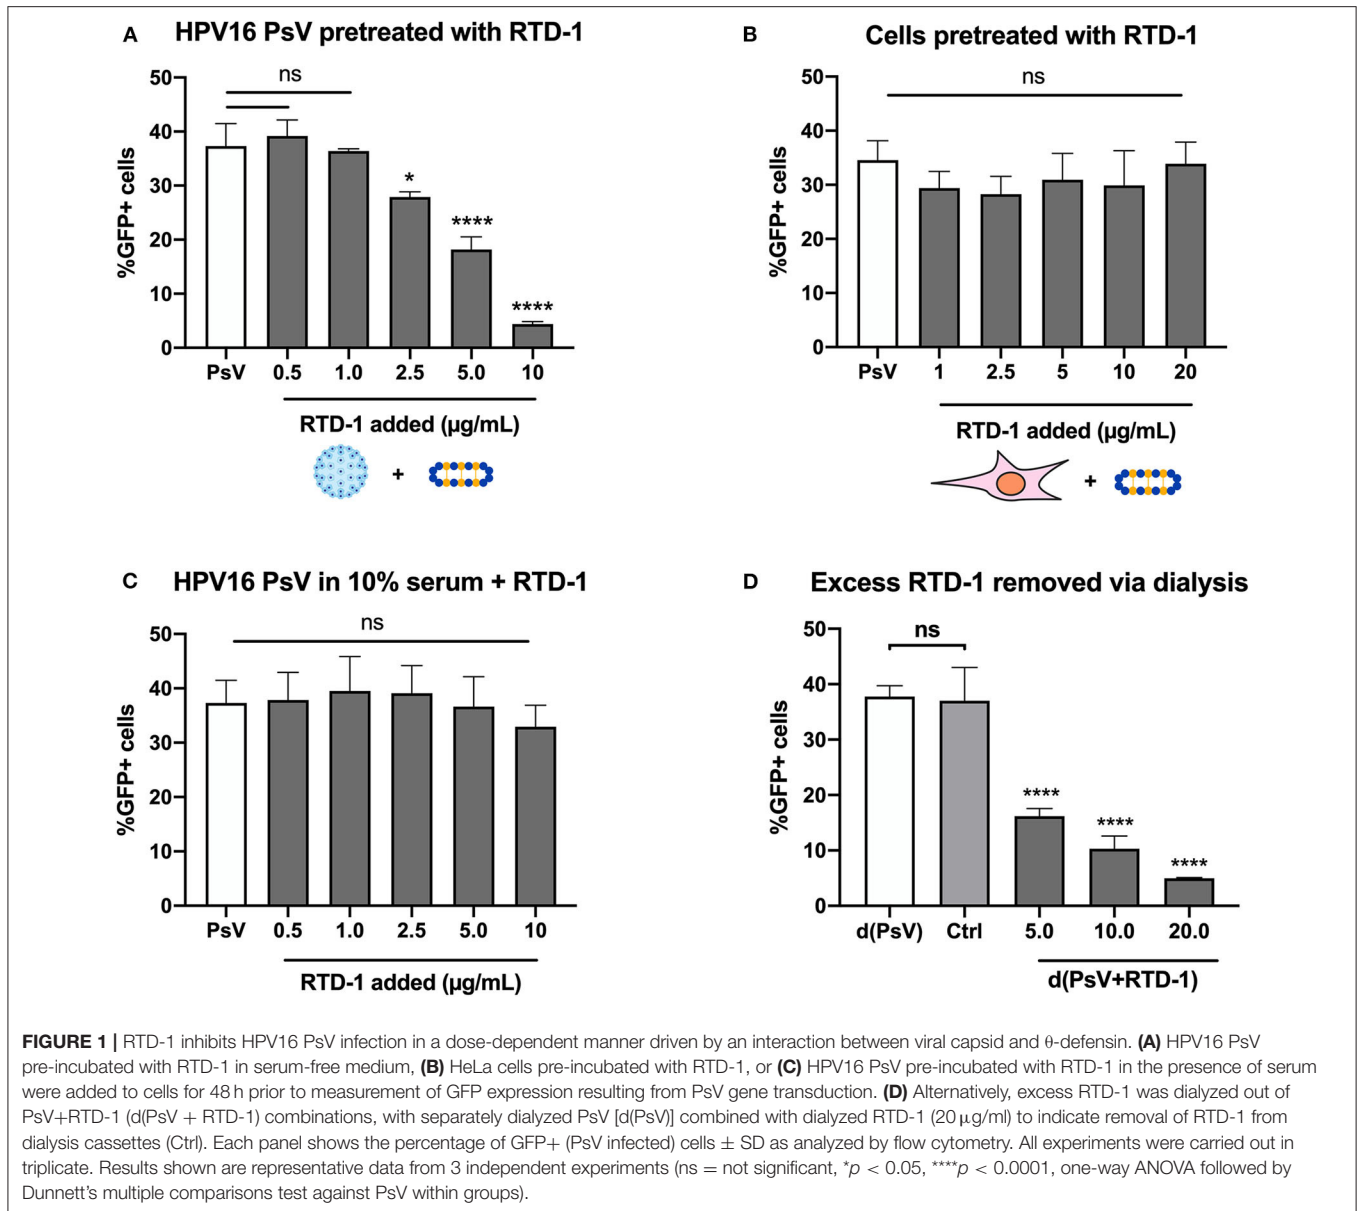 A HPV16 PsV pretreated with RTD-1
50
40
30
20
10
0
%GFP+ cells
ns
*
****
****
PsV 0.5 1.0 2.5 5.0 10
RTD-1 added (µg/mL)
+
B Cells pretreated with RTD-1
50
40
30
20
10
0
%GFP+ cells
ns
PsV 1 2.5 5 10 20
RTD-1 added (µg/mL)
+
C HPV16 PsV in 10% serum + RTD-1
50
40
30
20
10
0
%GFP+ cells
ns
PsV 0.5 1.0 2.5 5.0 10
RTD-1 added (µg/mL)
D Excess RTD-1 removed via dialysis
50
40
30
20
10
0
%GFP+ cells
ns
****
****
****
d(PsV) Ctrl 5.0 10.0 20.0
d(PsV+RTD-1)
FIGURE 1 | RTD-1 inhibits HPV16 PsV infection in a dose-dependent manner driven by an interaction between viral capsid and θ-defensin. (A) HPV16 PsV
pre-incubated with RTD-1 in serum-free medium, (B) HeLa cells pre-incubated with RTD-1, or (C) HPV16 PsV pre-incubated with RTD-1 in the presence of serum
were added to cells for 48 h prior to measurement of GFP expression resulting from PsV gene transduction. (D) Alternatively, excess RTD-1 was dialyzed out of
PsV+RTD-1 (d(PsV + RTD-1) combinations, with separately dialyzed PsV [d(PsV)] combined with dialyzed RTD-1 (20 µg/ml) to indicate removal of RTD-1 from
dialysis cassettes (Ctrl). Each panel shows the percentage of GFP+ (PsV infected) cells ± SD as analyzed by flow cytometry. All experiments were carried out in
triplicate. Results shown are representative data from 3 independent experiments (ns = not significant, *p < 0.05, ****p < 0.0001, one-way ANOVA followed by
Dunnett's multiple comparisons test against PsV within groups).